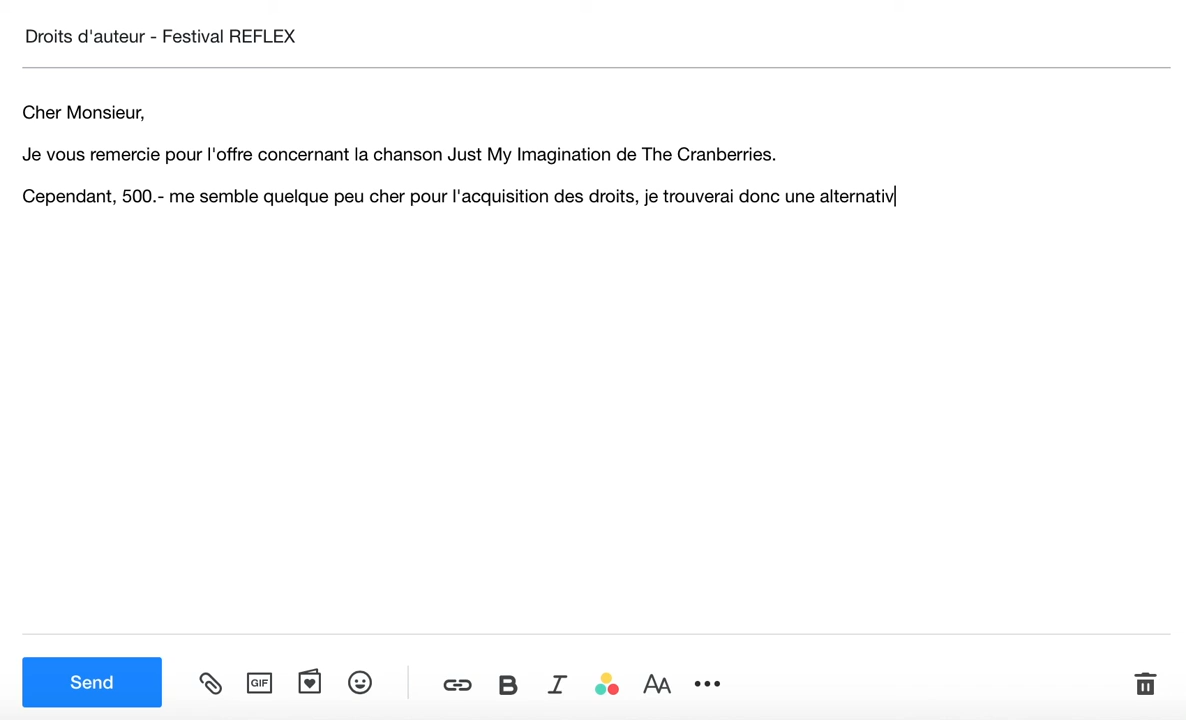 Droits d'auteur - Festival REFLEX
Cher Monsieur,
Je vous remercie pour l'offre concernant la chanson Just My Imagination de The Cranberries.
Cependant, 500.- me semble quelque peu cher pour l'acquisition des droits, je trouverai donc une alternativ
Send
GIF
B
I
AA